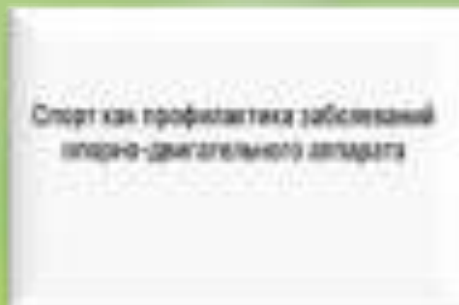 Спорт как профилактика заболеваний
опорно-двигательного аппарата